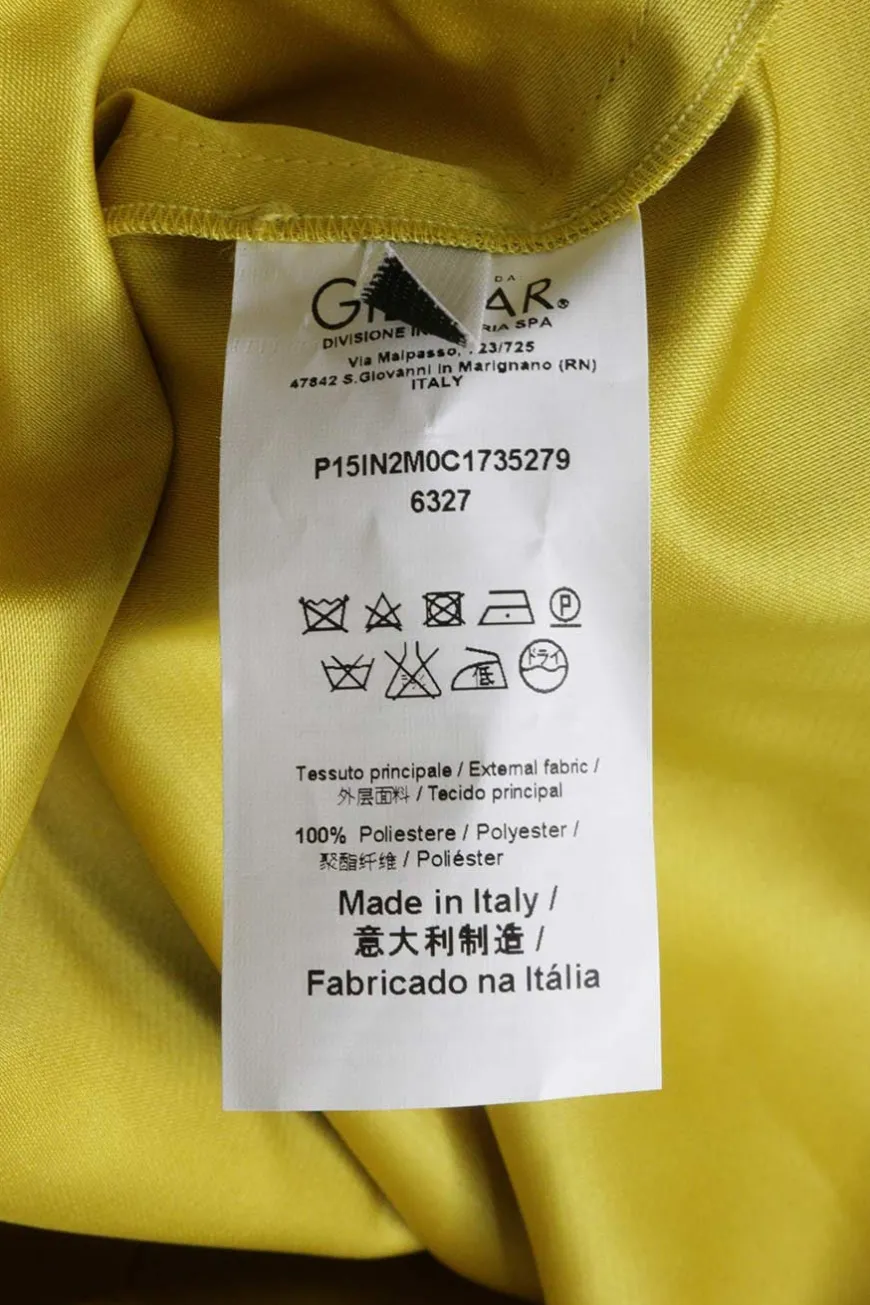 DA
DIVISIONE SPA
Via Malpasso, 23/725
47842 S.Giovanni in Marignano (RN)
ITALY
P15IN2M0C1735279
6327
P
低 ドライ
Tessuto principale / External fabric /
外层面料 / Tecido principal
100% Poliestere / Polyester /
聚酯纤维 / Poliéster
Made in Italy /
意大利制造 /
Fabricado na Itália